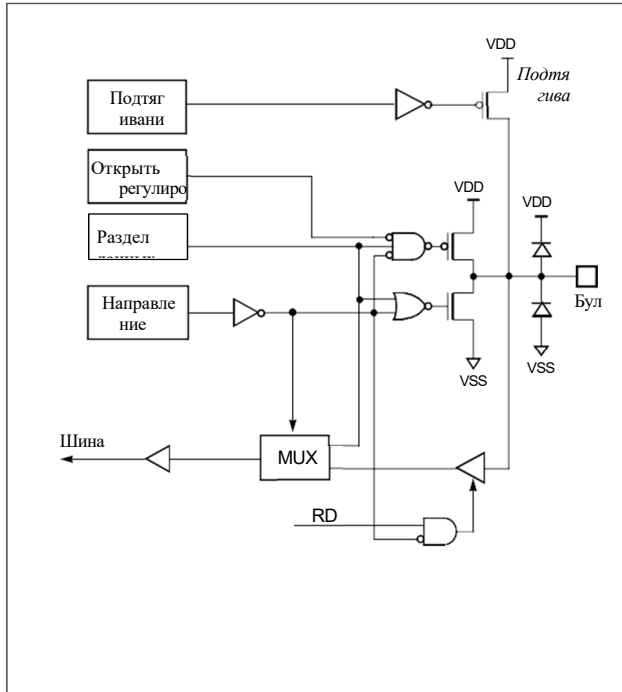 VDD
Подтя
гива
Подтяг
ивани
Открыть
регулиро
VDD
VDD
Раздел
Направле
ние
Бул
VSS
VSS
Шина
MUX
RD